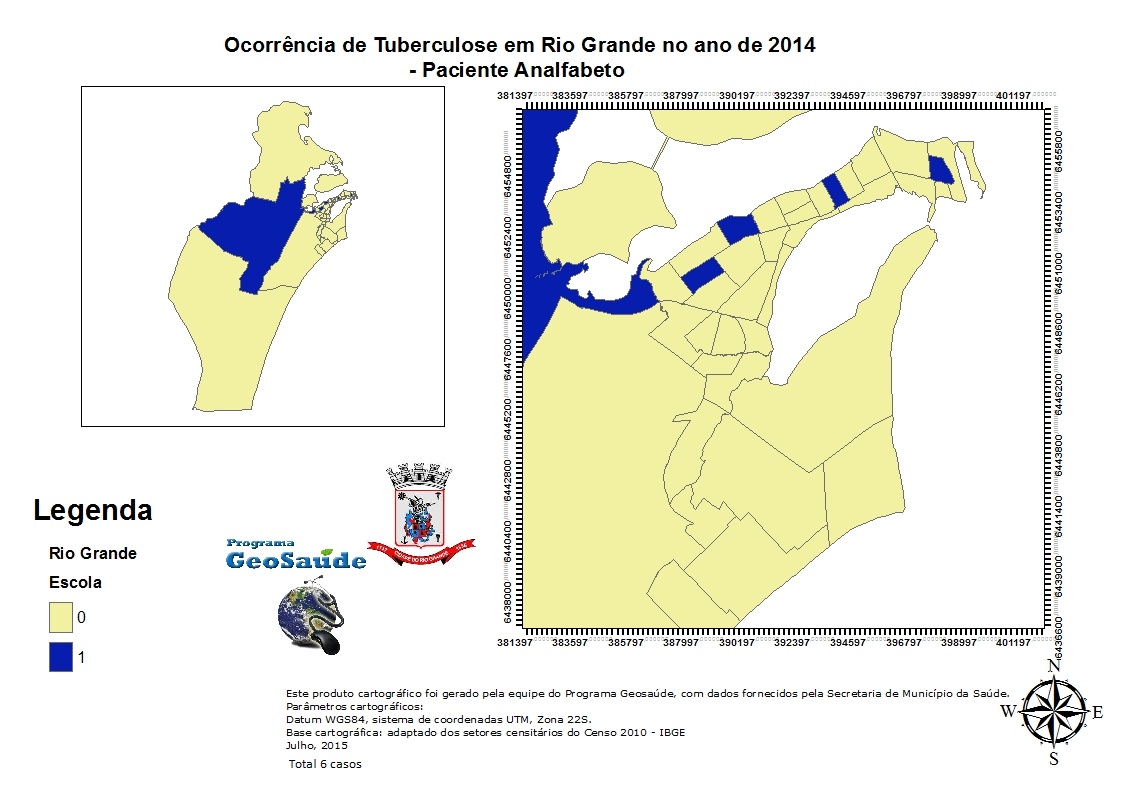 Ocorrência de Tuberculose em Rio Grande no ano de 2014
- Paciente Analfabeto
381397 383597 385797 387997 390197 392397 394597 396797 398997 401197
6454800
6452400
6450000
6447600
6445200
6442800
6440400
6438000
6455800
6453400
6451000
6448600
6446200
6443800
6441400
6439000
6436600
381397 383597 385797 387997 390197 392397 394597 396797 398997 401197
Legenda
Rio Grande
Escola
0
1
Programa
GeoSaúde
1737 CIDADE DO RIO GRANDE 1835
N
W E
S
Este produto cartográfico foi gerado pela equipe do Programa Geosaúde, com dados fornecidos pela Secretaria de Município da Saúde.
Parâmetros cartográficos:
Datum WGS84, sistema de coordenadas UTM, Zona 22S.
Base cartográfica: adaptado dos setores censitários do Censo 2010 - IBGE
Julho, 2015
Total 6 casos